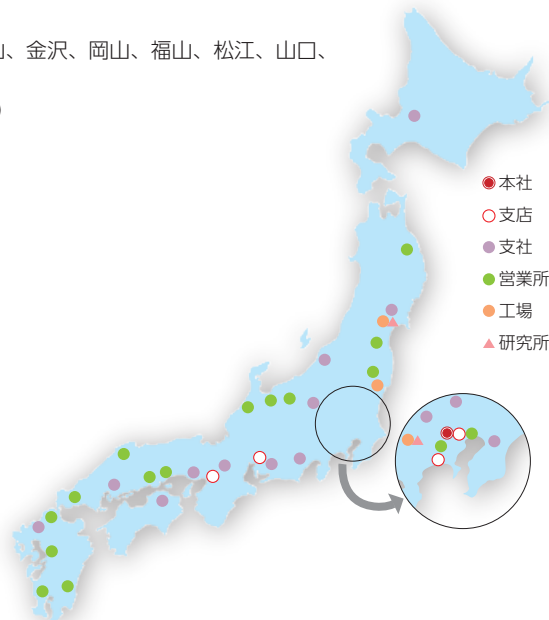 、金沢、岡山、福山、松江、山口、
)
本社
支店
支社
営業所
工場
研究所